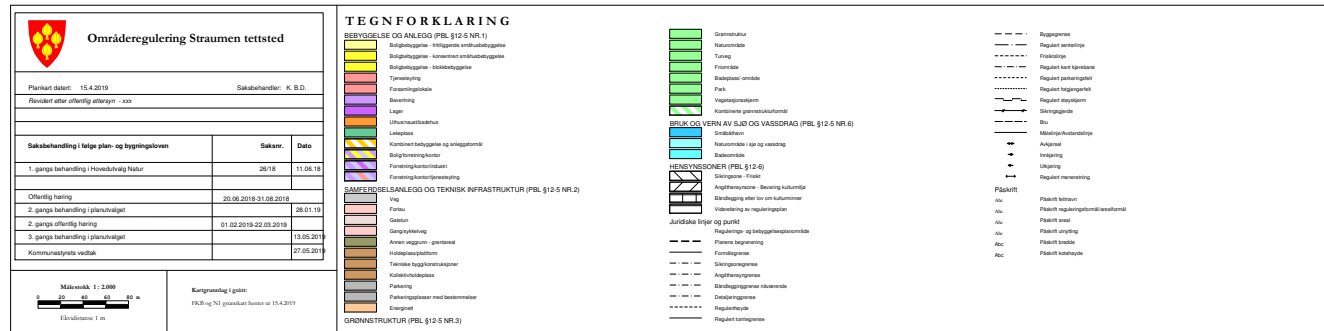 Områderegulering Straumen tettsted
Plankart datert: 15.4.2019 Saksbehandler: K. B.D.
Revidert etter offentlig ettersyn - xxx
Saksbehandling i følge plan- og bygningsloven Saksnr. Dato
1. gangs behandling i Hovedutvalg Natur 26/18 11.06.18
Offentlig høring 20.06.2018-31.08.2018
2. gangs behandling i planutvalget 28.01.19
2. gangs offentlig høring 01.02.2019-22.03.2019
3. gangs behandling i planutvalget 13.05.2019
Kommunestyrets vedtak 27.05.2019
Målestokk 1 : 2.000
0 20 40 60 80 m
Ekvidistanse 1 m
Kartgrunnlag i grått:
FKB og N1 grunnkart hentet ut 15.4.2019
TEGNFORKLARING
BEBYGGELSE OG ANLEGG (PBL §12-5 NR.1)
Boligbebyggelse - frittliggende småhusbebyggelse
Boligbebyggelse - konsentrert småhusbebyggelse
Boligbebyggelse - blokkbebyggelse
Tjenesteyting
Forsamlingslokale
Bevertning
Lager
Uthus/naust/badehus
Lekeplass
Kombinert bebyggelse og anleggsformål
Bolig/forretning/kontor
Forretning/kontor/industri
Forretning/kontor/tjenesteyting
SAMFERDSELSANLEGG OG TEKNISK INFRASTRUKTUR (PBL §12-5 NR.2)
Veg
Fortau
Gatetun
Gang/sykkelveg
Annen veggrunn - grøntareal
Holdeplass/plattform
Tekniske bygg/konstruksjoner
Kollektivholdeplass
Parkering
Parkeringsplasser med bestemmelser
Energinett
GRØNNSTRUKTUR (PBL §12-5 NR.3)
Grønnstruktur
Naturområde
Turveg
Friområde
Badeplass/-område
Park
Vegetasjonsskjerm
Kombinerte grønnstrukturformål
BRUK OG VERN AV SJØ OG VASSDRAG (PBL §12-5 NR.6)
Småbåthavn
Naturområde i sjø og vassdrag
Badeområde
HENSYNSSONER (PBL §12-6)
Sikringsone - Frisikt
Angitthensynsone - Bevaring kulturmiljø
Båndlegging etter lov om kulturminner
Videreføring av reguleringsplan
Juridiske linjer og punkt
Regulerings- og bebyggelsesplanområde
Planens begrensning
Formålsgrense
Sikringsonegrense
Angitthensyngrense
Båndlegginggrense nåværende
Detaljeringgrense
Regulerthøyde
Regulert tomtegrense
Byggegrense
Regulert senterlinje
Frisiktslinje
Regulert kant kjørebane
Regulert parkeringsfelt
Regulert fotgjengerfelt
Regulert støyskjerm
Sikringsgjerde
Bru
Målelinje/Avstandslinje
Avkjørsel
Innkjøring
Utkjøring
Regulert møneretning
Påskrift
Abc Påskrift feltnavn
Abc Påskrift reguleringsformål/arealformål
Abc Påskrift areal
Abc Påskrift utnytting
Abc Påskrift bredde
Abc Påskrift kotehøyde